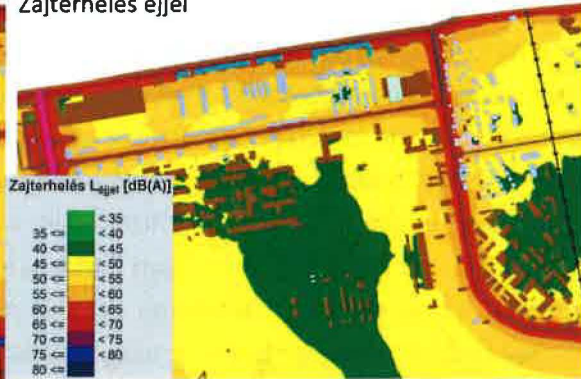 Zajterhelés éjjel
Zajterhelés Léjjel [dB(A)]
< 35
35 <= < 40
40 <= < 45
45 <= < 50
50 <= < 55
55 <= < 60
60 <= < 65
65 <= < 70
70 <= < 75
75 <= < 80
80 <=